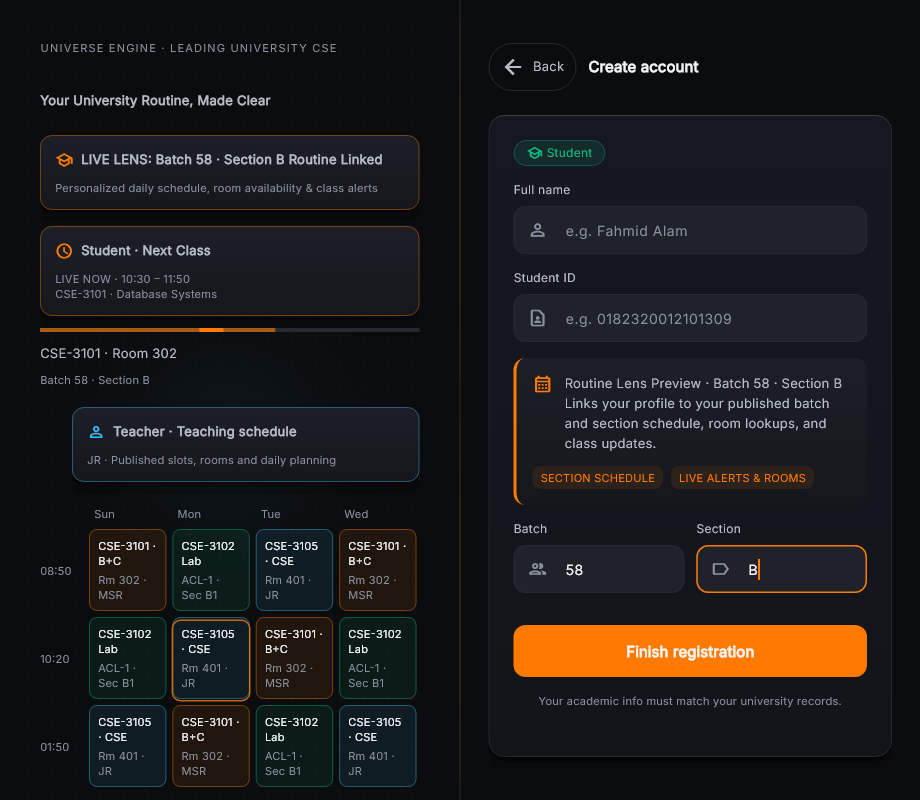 UNIVERSE ENGINE · LEADING UNIVERSITY CSE
Your University Routine, Made Clear
LIVE LENS: Batch 58 · Section B Routine Linked
Personalized daily schedule, room availability & class alerts
Student · Next Class
LIVE NOW · 10:30 – 11:50
CSE-3101 · Database Systems
CSE-3101 · Room 302
Batch 58 · Section B
Teacher · Teaching schedule
JR · Published slots, rooms and daily planning
Sun Mon Tue Wed
08:50
CSE-3101 ·
B+C
Rm 302 ·
MSR
CSE-3102
Lab
ACL-1 ·
Sec B1
CSE-3105
· CSE
Rm 401 ·
JR
CSE-3101 ·
B+C
Rm 302 ·
MSR
10:20
CSE-3102
Lab
ACL-1 ·
Sec B1
CSE-3105
· CSE
Rm 401 ·
JR
CSE-3101 ·
B+C
Rm 302 ·
MSR
CSE-3102
Lab
ACL-1 ·
Sec B1
01:50
CSE-3105
· CSE
Rm 401 ·
JR
CSE-3101 ·
B+C
Rm 302 ·
MSR
CSE-3102
Lab
ACL-1 ·
Sec B1
CSE-3105
· CSE
Rm 401 ·
JR
Back
Create account
Student
Full name
e.g. Fahmid Alam
Student ID
e.g. 0182320012101309
Routine Lens Preview · Batch 58 · Section B
Links your profile to your published batch
and section schedule, room lookups, and
class updates.
SECTION SCHEDULE
LIVE ALERTS & ROOMS
Batch
58
Section
B
Finish registration
Your academic info must match your university records.